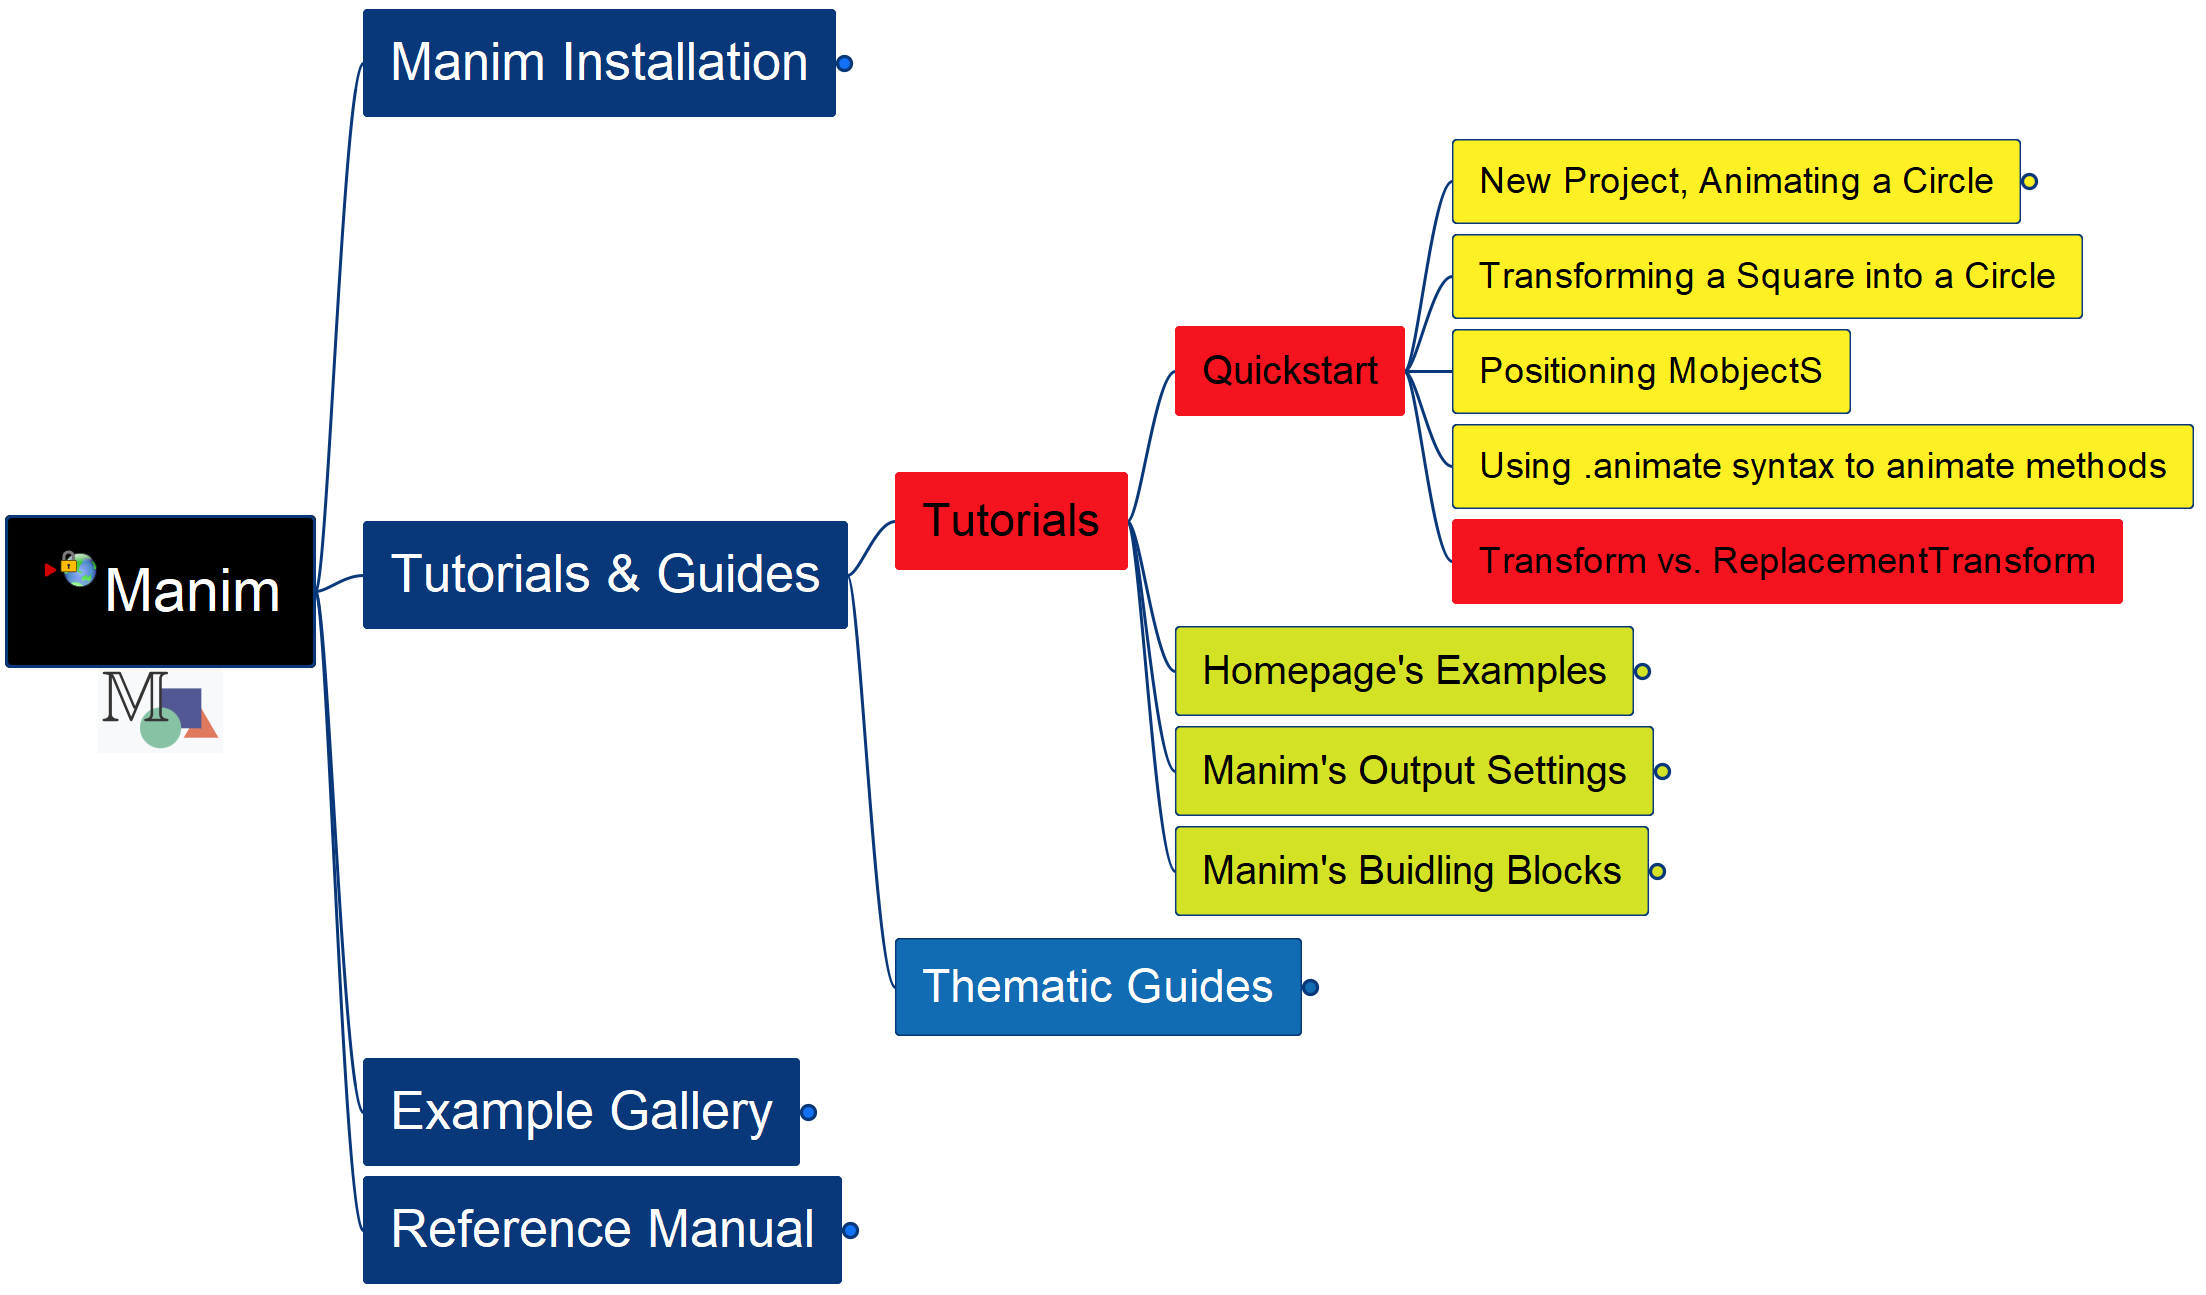 Manim Installation
New Project, Animating a Circle
Transforming a Square into a Circle
Quickstart
Positioning MobjectS
Using .animate syntax to animate methods
Tutorials
Transform vs. ReplacementTransform
Manim
Tutorials & Guides
M
Homepage's Examples
Manim's Output Settings
Manim's Buidling Blocks
Thematic Guides
Example Gallery
Reference Manual